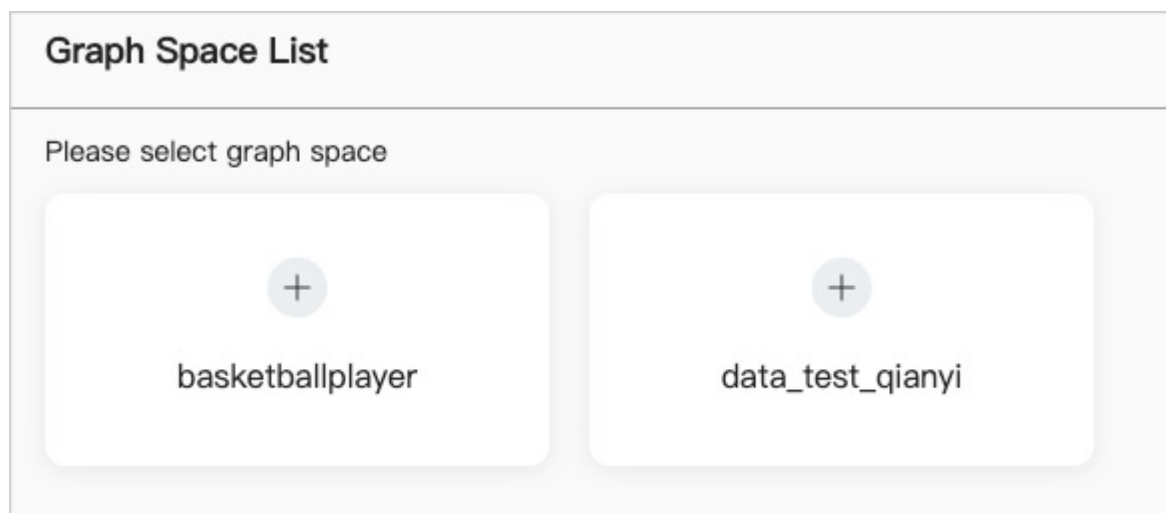 Graph Space List
Please select graph space
basketballplayer
data_test_qianyi